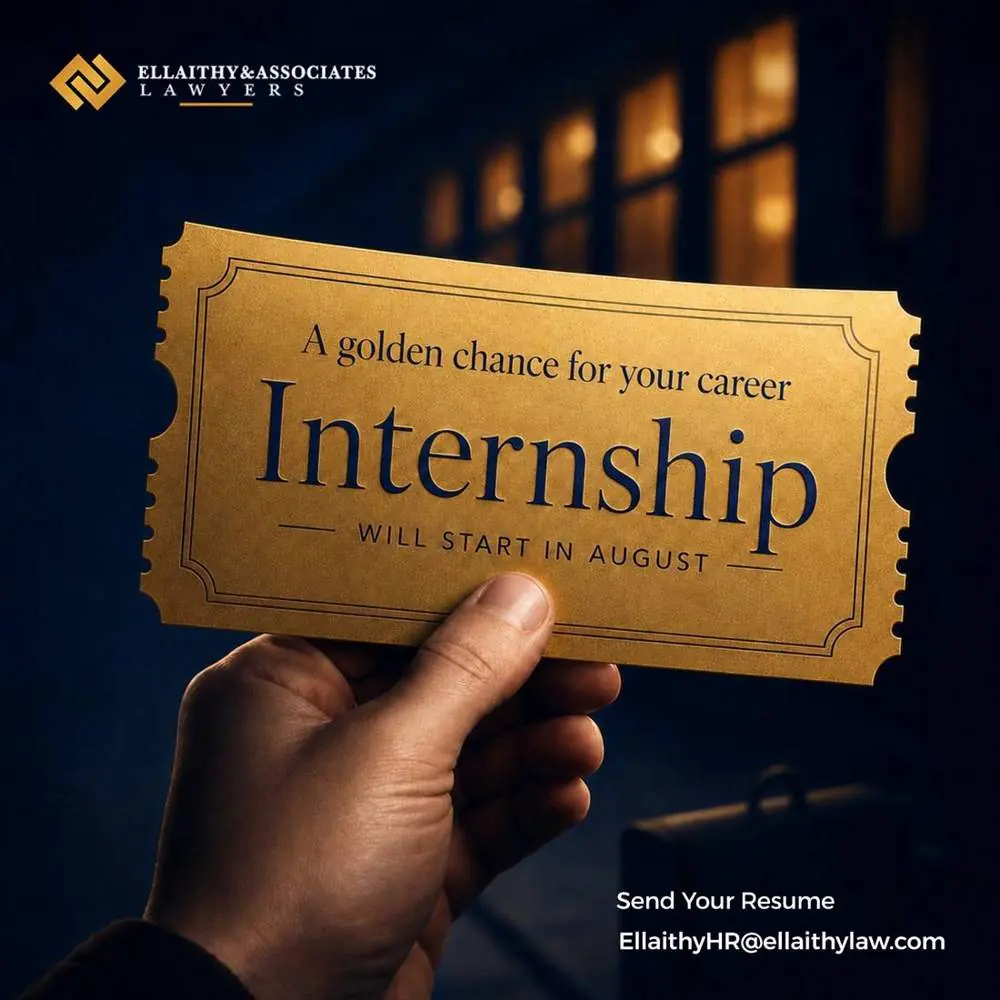 ELLAITHY&ASSOCIATES
LAWYERS
A golden chance for your career
Internship
WILL START IN AUGUST
Send Your Resume
EllaithyHR@ellaithylaw.com